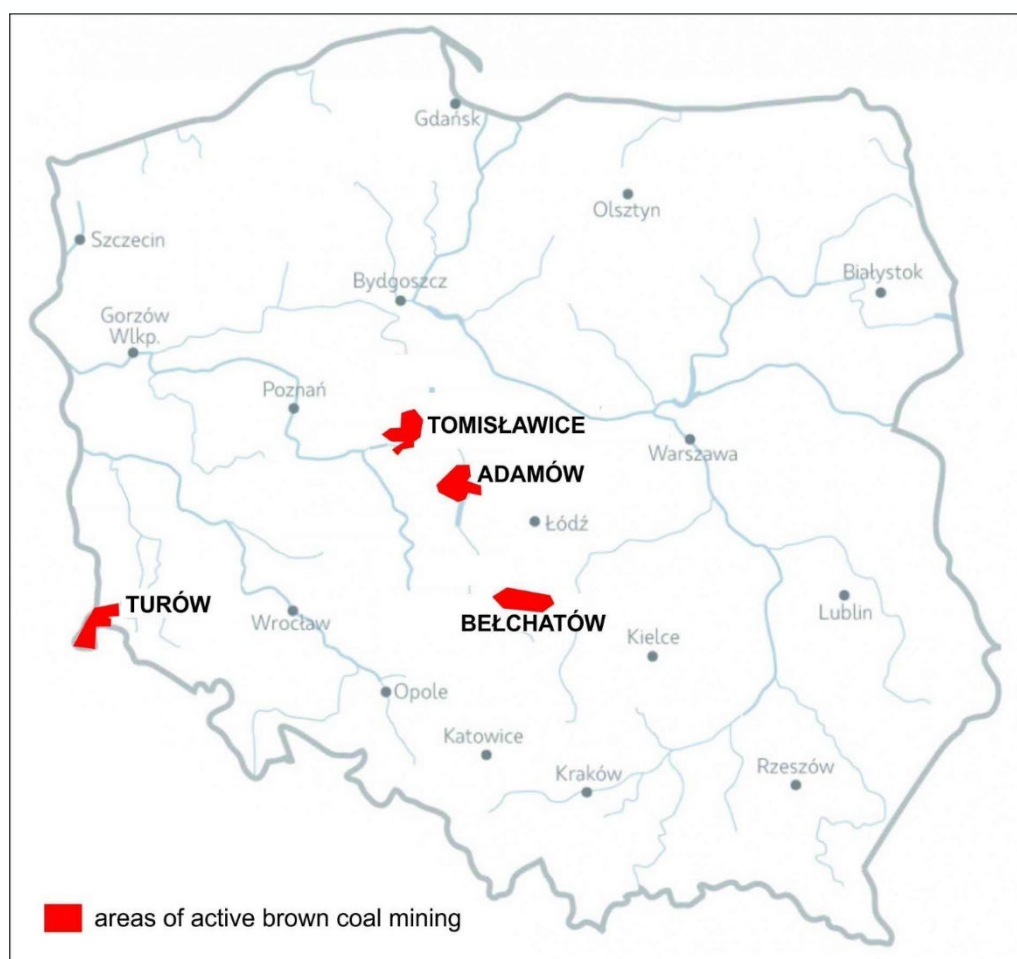 Gdańsk
Olsztyn
Szczecin
Białystok
Bydgoszcz
Gorzów
Wlkp.
Poznań
TOMISŁAWICE
Warszawa
ADAMÓW
Łódź
TURÓW
Wrocław
BEŁCHATÓW
Lublin
Kielce
Opole
Katowice
Kraków
Rzeszów
areas of active brown coal mining